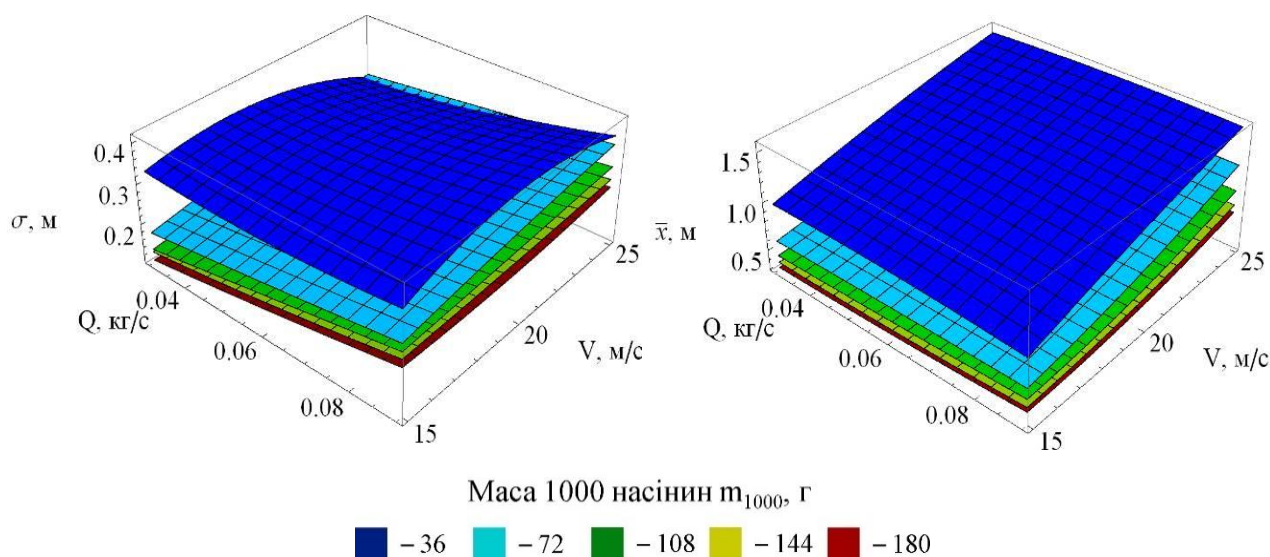 0.4
0.3
σ, м
0.2
0.04
Q, кг/с
0.06
0.08
15
20
V, м/с
25
1.5
1.0
x̅, м
0.5
0.04
Q, кг/с
0.06
0.08
15
20
V, м/с
25
Маса 1000 насінин m₁₀₀₀, г
– 36 – 72 – 108 – 144 – 180